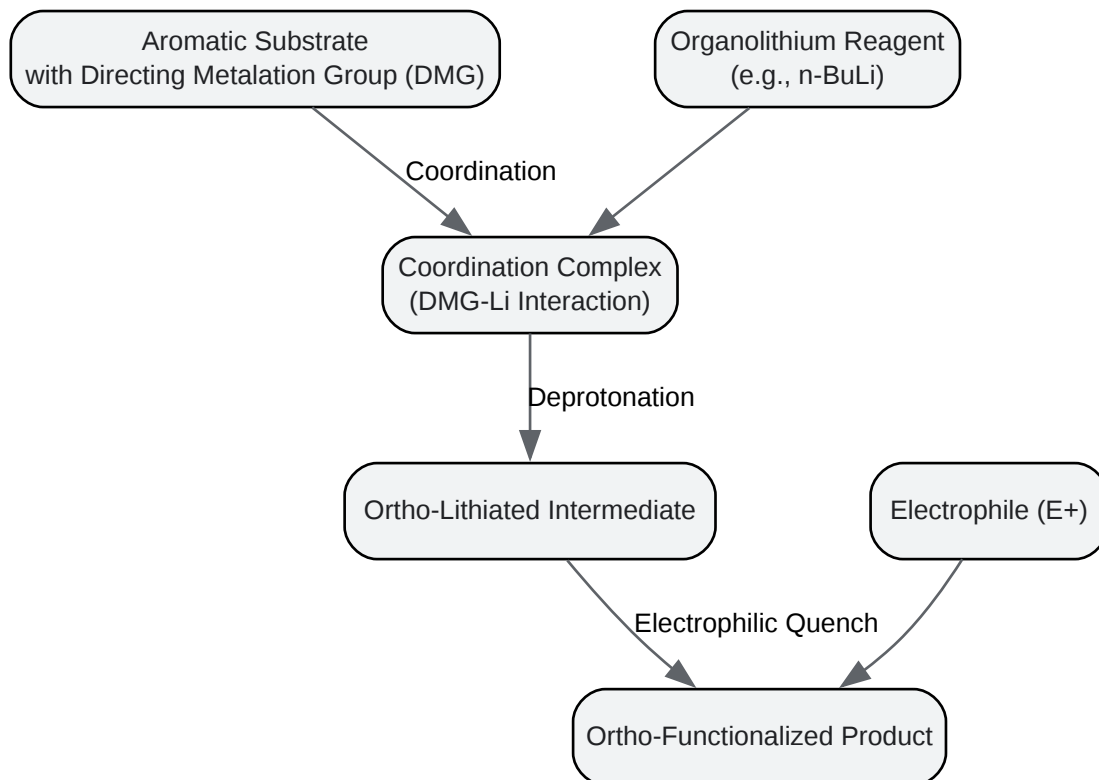 Aromatic Substrate
with Directing Metalation Group (DMG)
Organolithium Reagent
(e.g., n-BuLi)
Coordination
Coordination Complex
(DMG-Li Interaction)
Deprotonation
Ortho-Lithiated Intermediate
Electrophile (E+)
Electrophilic Quench
Ortho-Functionalized Product